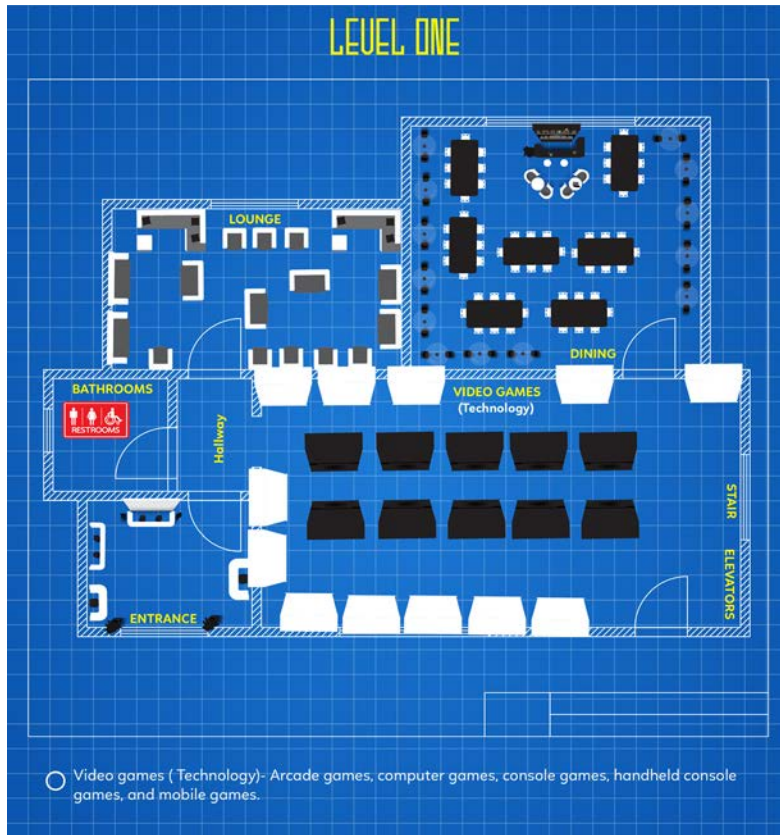 LEVEL ONE
LOUNGE
DINING
BATHROOMS
RESTROOMS
Hallway
VIDEO GAMES
(Technology)
STAIR
ELEVATORS
ENTRANCE
Video games ( Technology)- Arcade games, computer games, console games, handheld console
games, and mobile games.